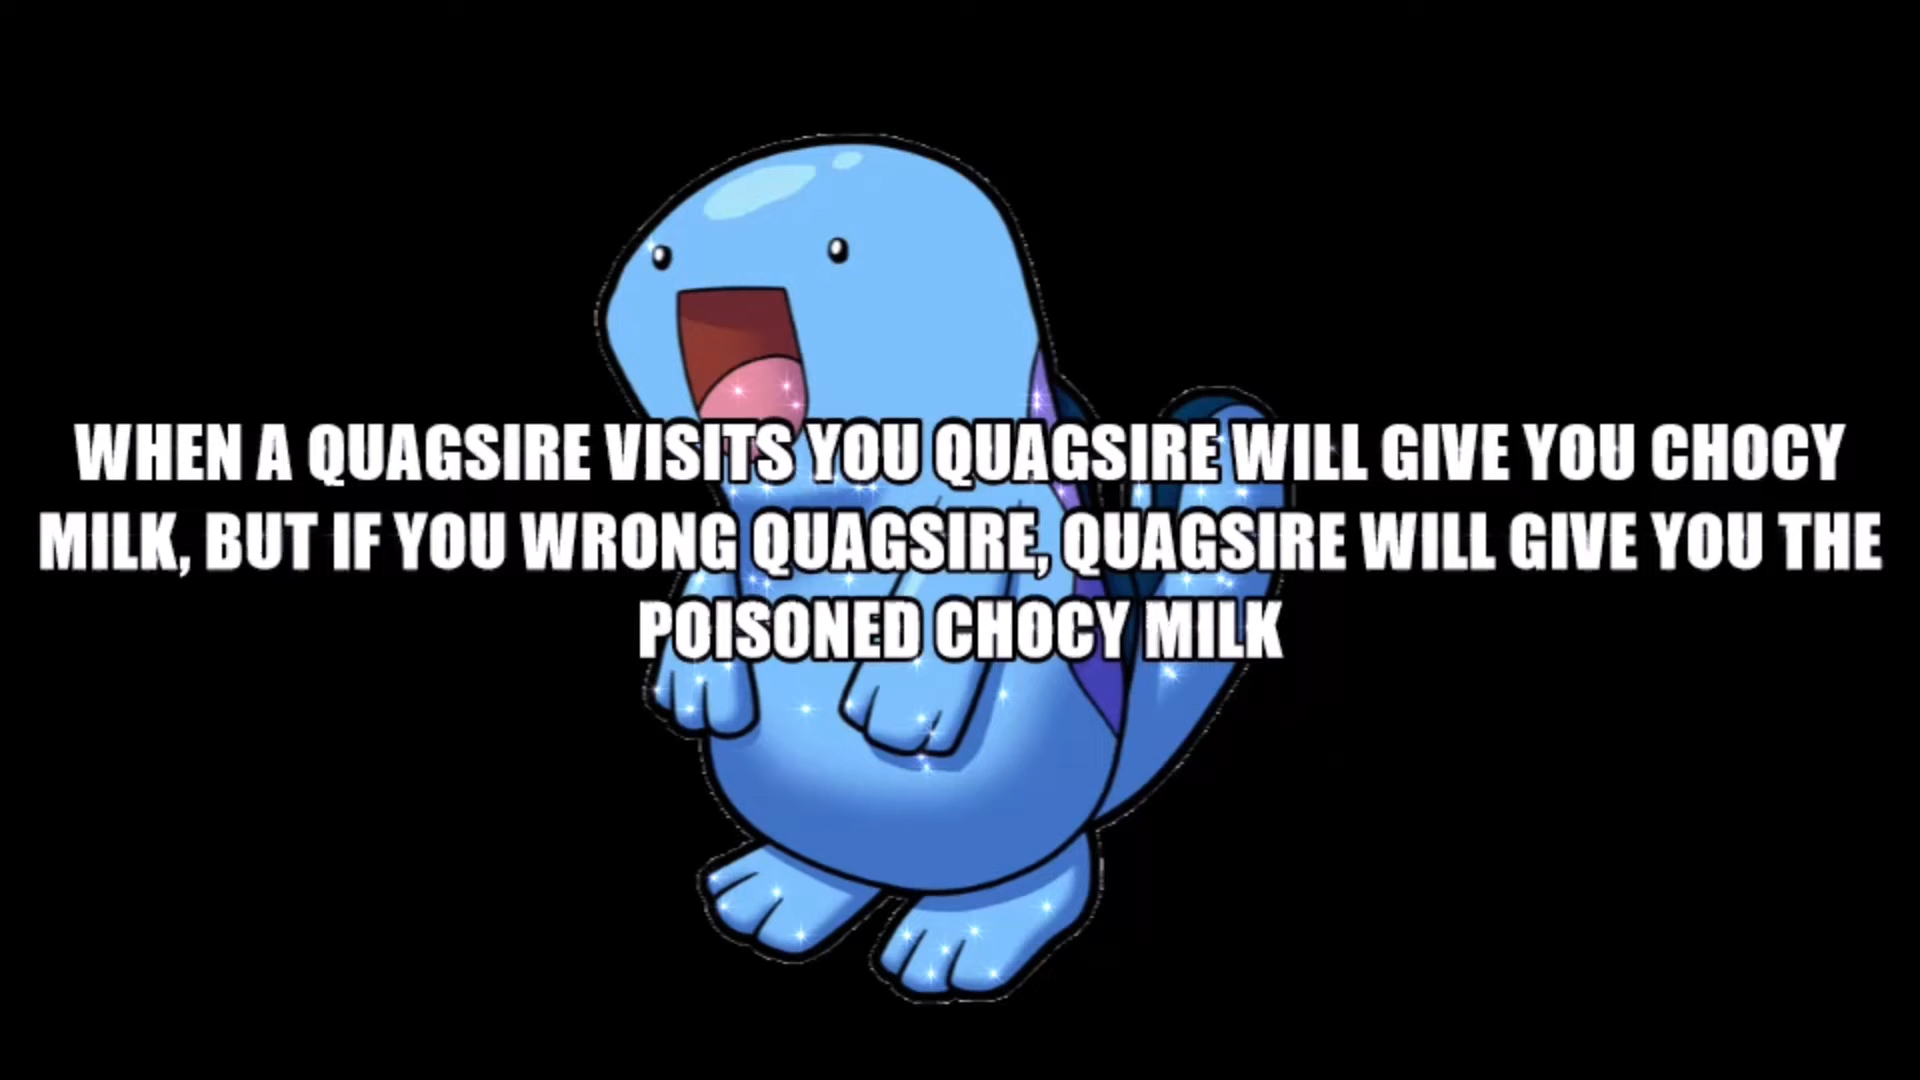 WHEN A QUAGSIRE VISITS YOU QUAGSIRE WILL GIVE YOU CHOCY
MILK, BUT IF YOU WRONG QUAGSIRE, QUAGSIRE WILL GIVE YOU THE
POISONED CHOCY MILK